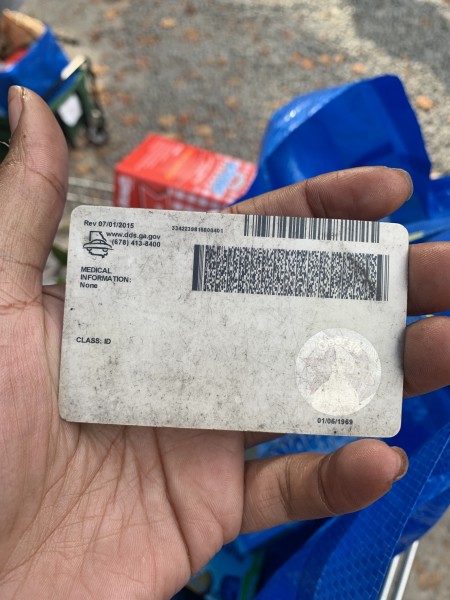 Rev 07/01/2015
www.dds.ga.gov
(678) 413-8400
MEDICAL
INFORMATION:
None
CLASS: ID
01/06/1969